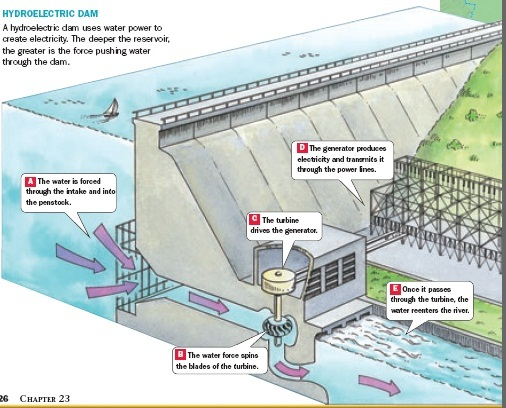 HYDROELECTRIC DAM
A hydroelectric dam uses water power to
create electricity. The deeper the reservoir,
the greater is the force pushing water
through the dam.
D The generator produces
electricity and transmits it
through the power lines.
A The water is forced
through the intake and into
the penstock.
C The turbine
drives the generator.
E Once it passes
through the turbine, the
water reenters the river.
B The water force spins
the blades of the turbine.
26 CHAPTER 23